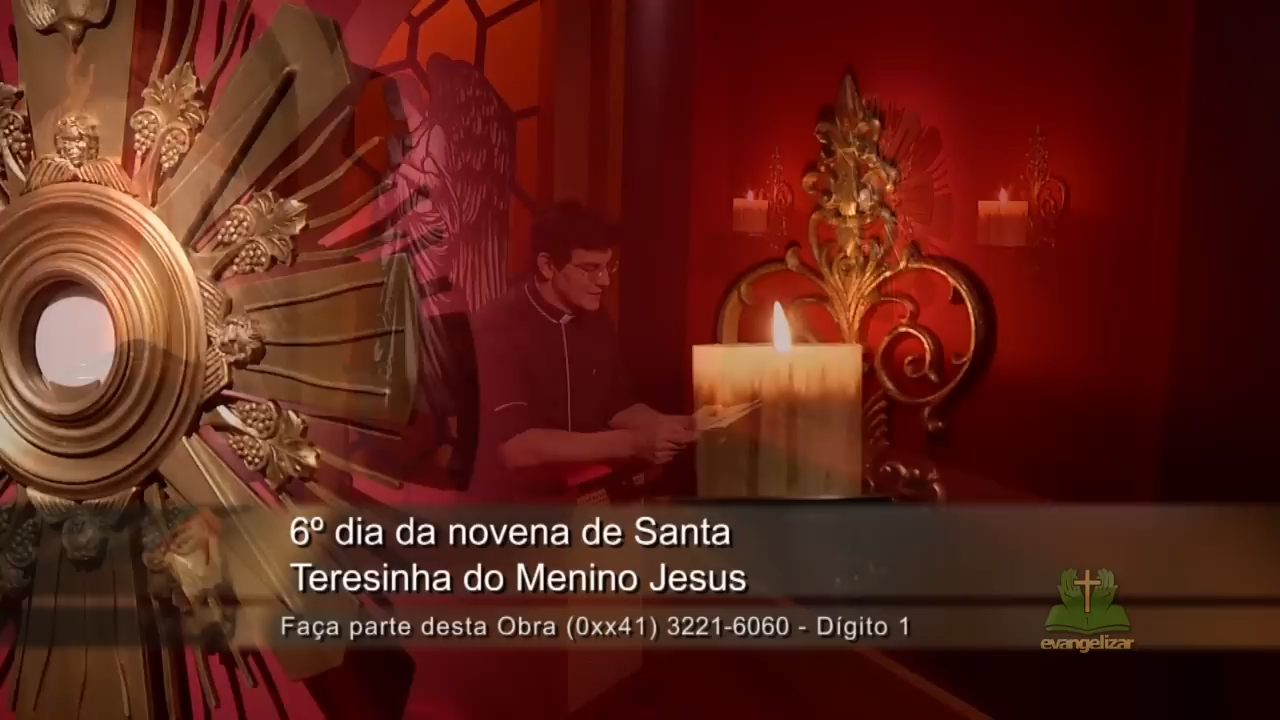 6º dia da novena de Santa
Teresinha do Menino Jesus
Faça parte desta Obra (0xx41) 3221-6060 - Dígito 1
evangelizar